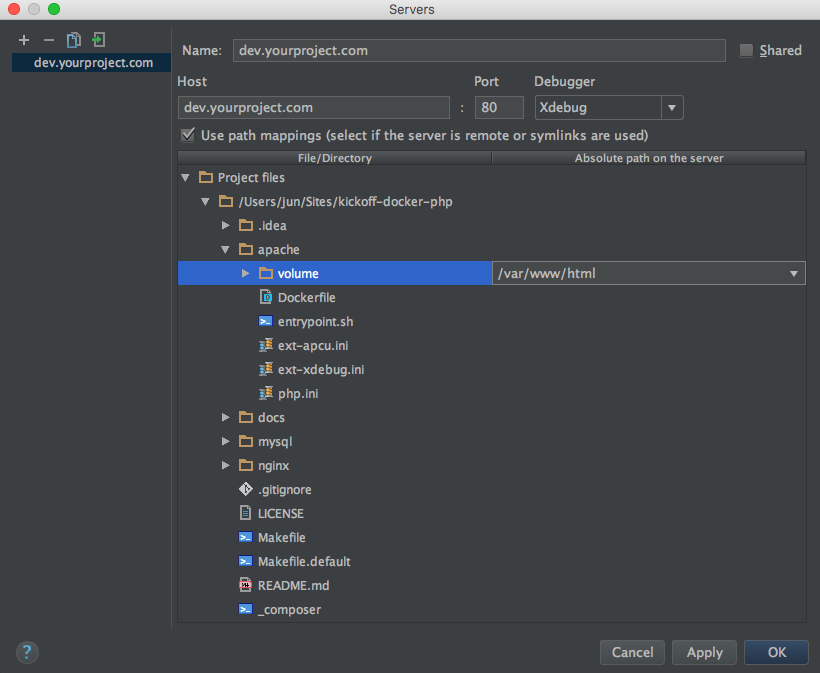 Servers
dev.yourproject.com
Name: dev.yourproject.com Shared
Host Port Debugger
dev.yourproject.com : 80 Xdebug
Use path mappings (select if the server is remote or symlinks are used)
File/Directory Absolute path on the server
Project files
/Users/jun/Sites/kickoff-docker-php
.idea
apache
volume /var/www/html
Dockerfile
entrypoint.sh
ext-apcu.ini
ext-xdebug.ini
php.ini
docs
mysql
nginx
.gitignore
LICENSE
Makefile
Makefile.default
README.md
_composer
? Cancel Apply OK